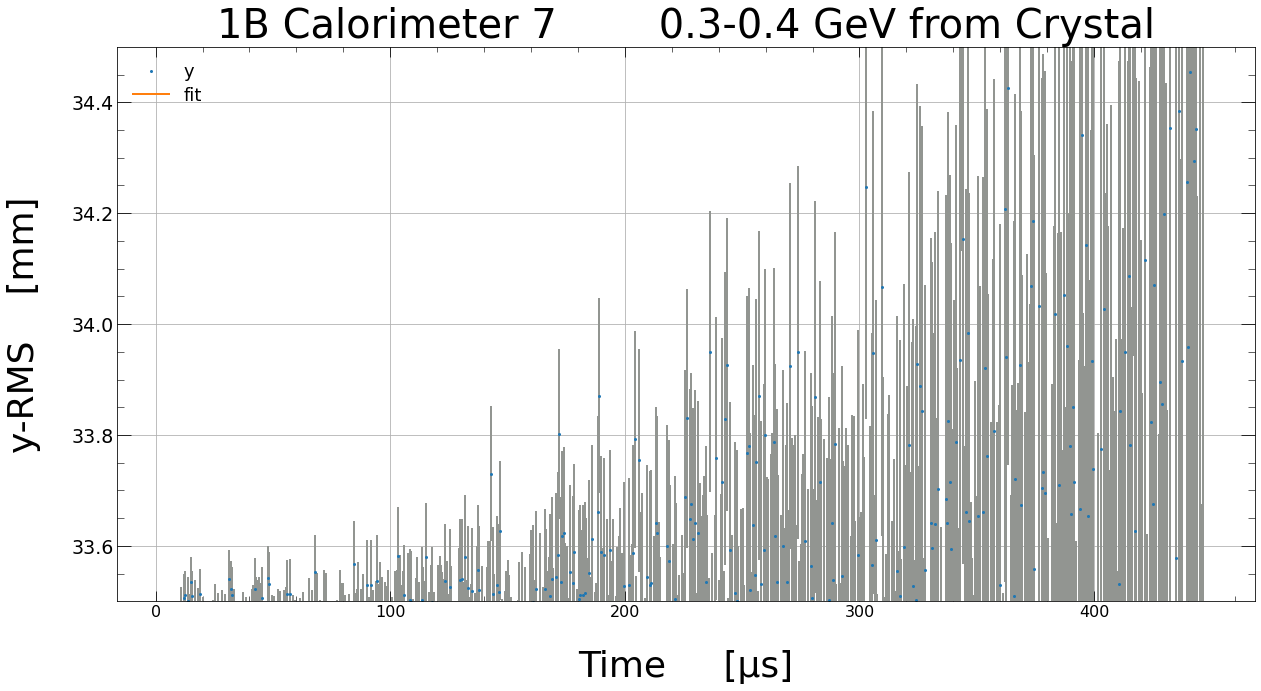 1B Calorimeter 7 0.3-0.4 GeV from Crystal
y
fit
34.4
34.2
34.0
33.8
33.6
y-RMS [mm]
0 100 200 300 400
Time [µs]